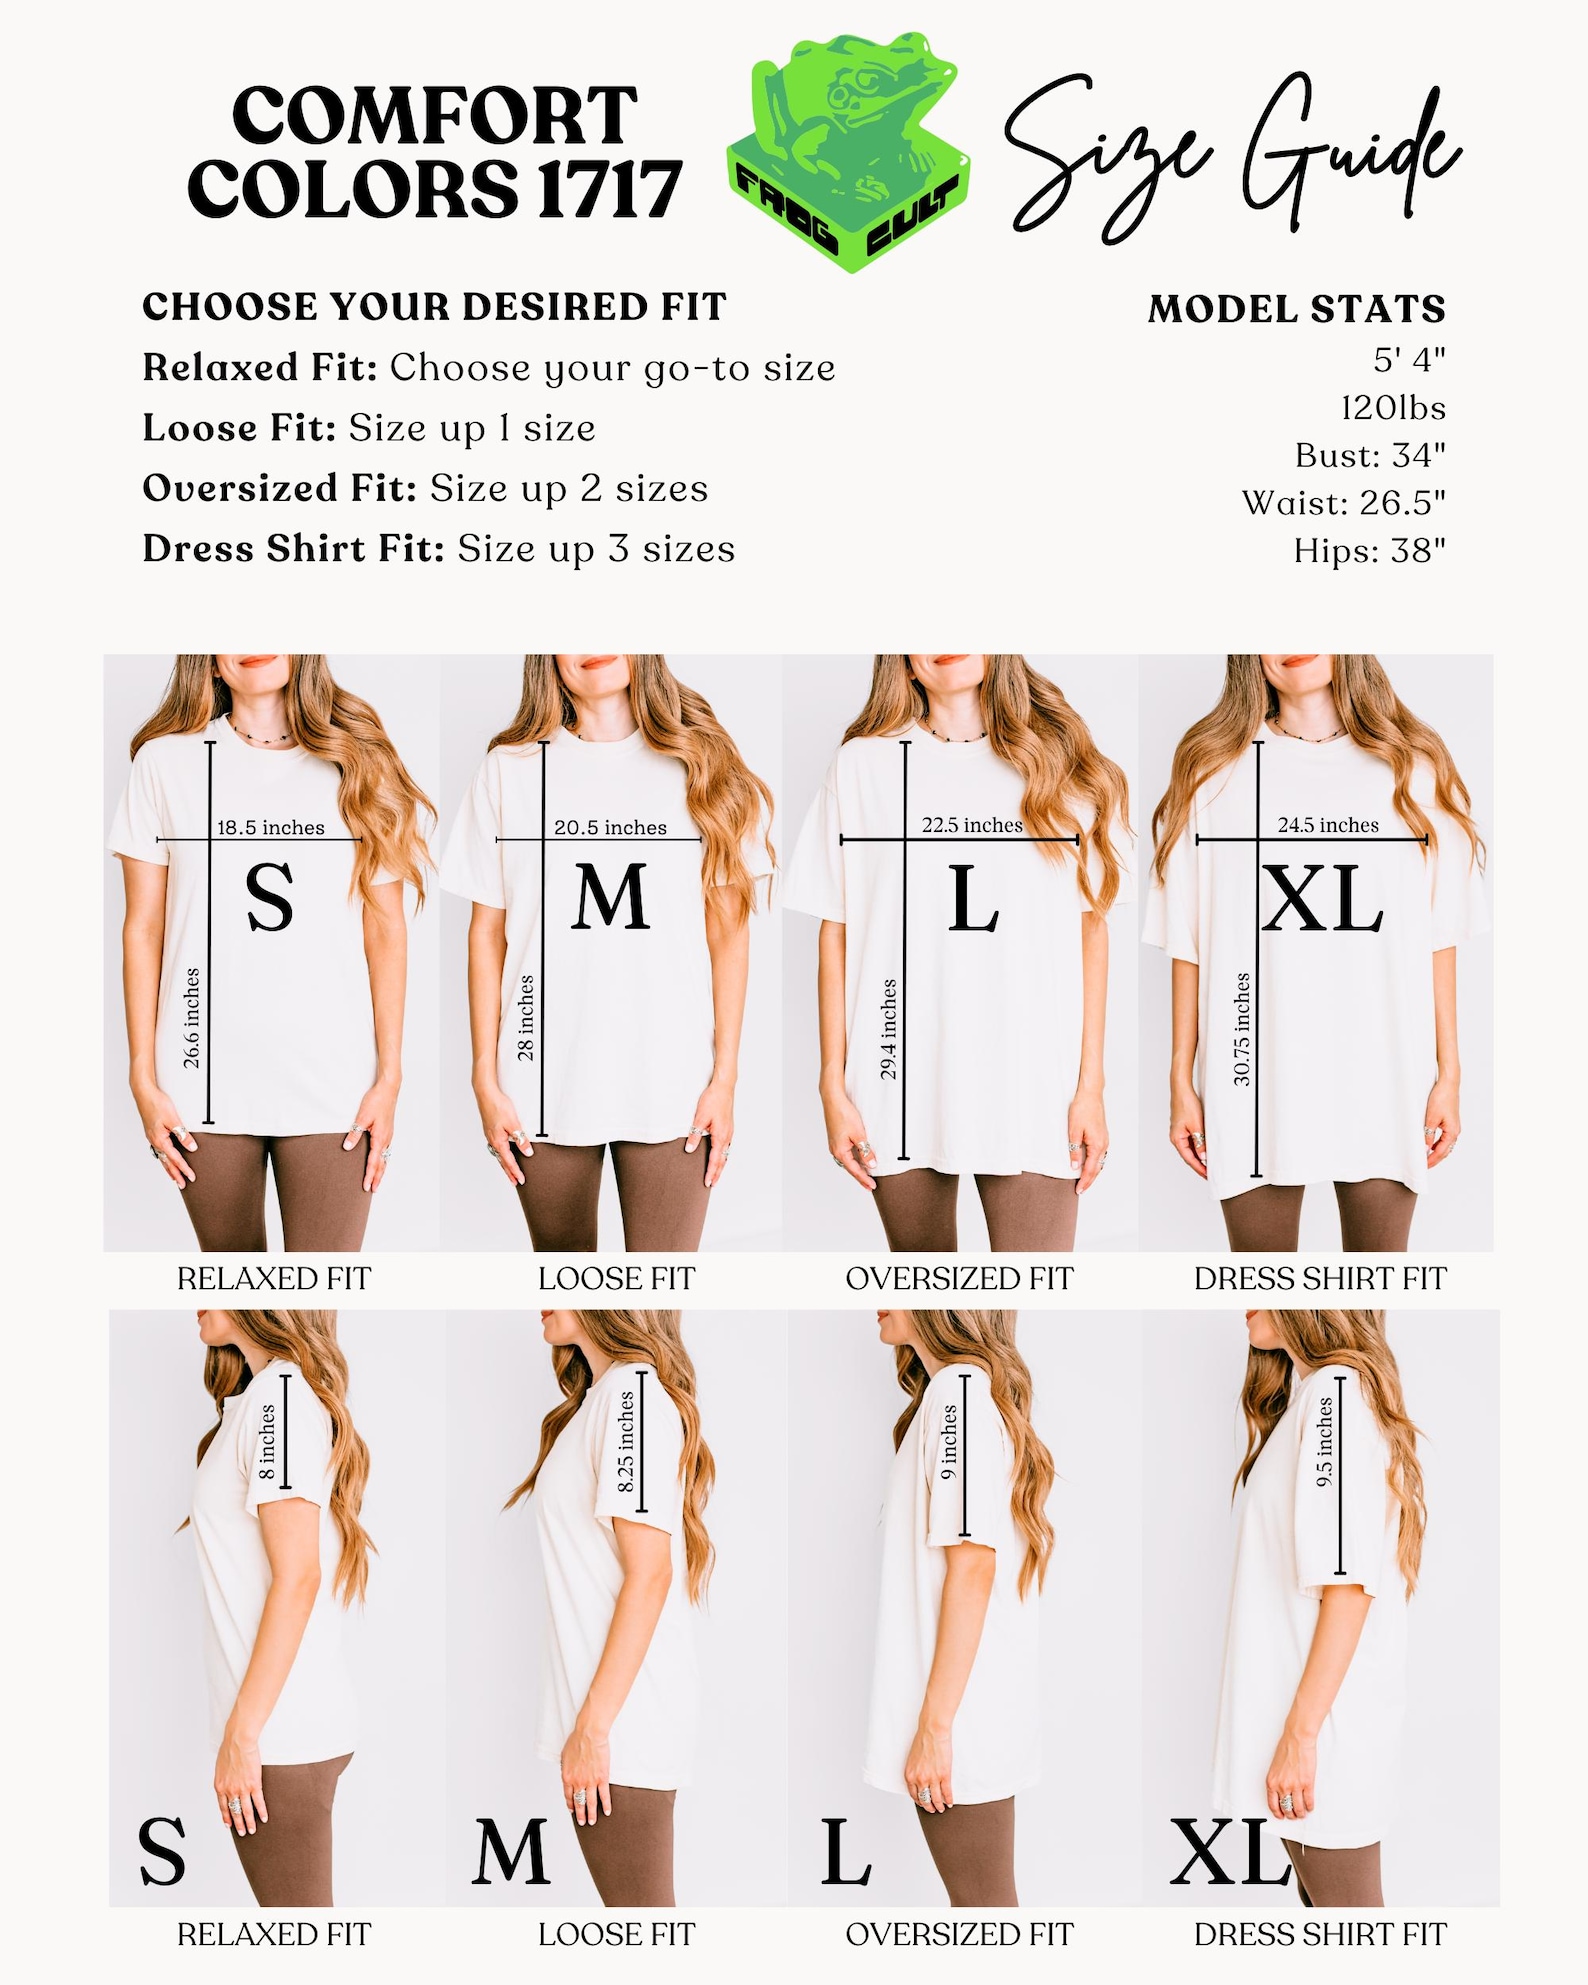 COMFORT
COLORS 1717
FROG CULT
Size Guide
CHOOSE YOUR DESIRED FIT
Relaxed Fit: Choose your go-to size
Loose Fit: Size up 1 size
Oversized Fit: Size up 2 sizes
Dress Shirt Fit: Size up 3 sizes
MODEL STATS
5' 4"
120lbs
Bust: 34"
Waist: 26.5"
Hips: 38"
18.5 inches
S
26.6 inches
20.5 inches
M
28 inches
22.5 inches
L
29.4 inches
24.5 inches
XL
30.75 inches
RELAXED FIT
LOOSE FIT
OVERSIZED FIT
DRESS SHIRT FIT
8 inches
S
8.25 inches
M
9 inches
L
9.5 inches
XL
RELAXED FIT
LOOSE FIT
OVERSIZED FIT
DRESS SHIRT FIT